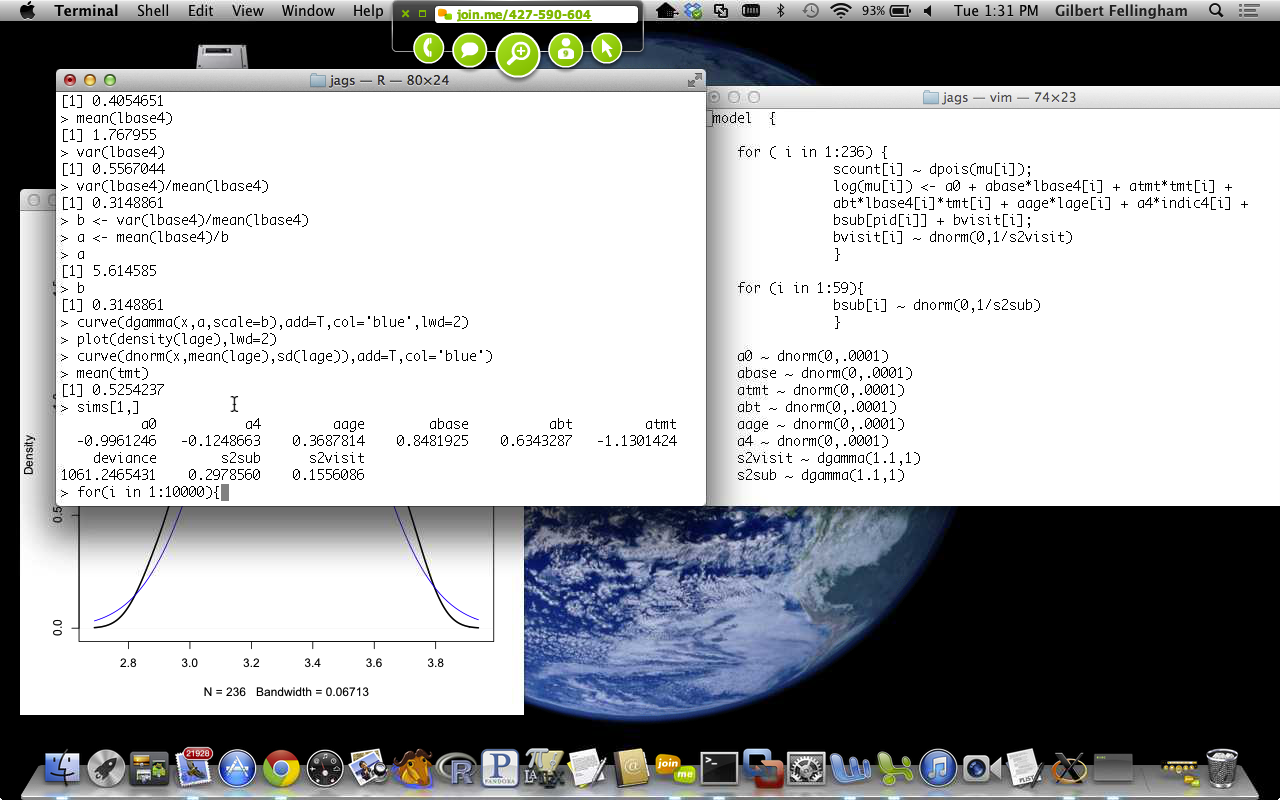 Terminal Shell Edit View Window Help
join.me/427-590-604
93% Tue 1:31 PM Gilbert Fellingham
jags — R — 80×24
[1] 0.4054651
> mean(lbase4)
[1] 1.767955
> var(lbase4)
[1] 0.5567044
> var(lbase4)/mean(lbase4)
[1] 0.3148861
> b <- var(lbase4)/mean(lbase4)
> a <- mean(lbase4)/b
> a
[1] 5.614585
> b
[1] 0.3148861
> curve(dgamma(x,a,scale=b),add=T,col='blue',lwd=2)
> plot(density(lage),lwd=2)
> curve(dnorm(x,mean(lage),sd(lage)),add=T,col='blue')
> mean(tmt)
[1] 0.5254237
> sims[1,]
a0 a4 aage abase abt atmt
-0.9961246 -0.1248663 0.3687814 0.8481925 0.6343287 -1.1301424
deviance s2sub s2visit
1061.2465431 0.2978560 0.1556086
> for(i in 1:10000){
jags — vim — 74×23
model {
for ( i in 1:236) {
scount[i] ~ dpois(mu[i]);
log(mu[i]) <- a0 + abase*lbase4[i] + atmt*tmt[i] +
abt*lbase4[i]*tmt[i] + aage*lage[i] + a4*indic4[i] +
bsub[pid[i]] + bvisit[i];
bvisit[i] ~ dnorm(0,1/s2visit)
}
for (i in 1:59){
bsub[i] ~ dnorm(0,1/s2sub)
}
a0 ~ dnorm(0,.0001)
abase ~ dnorm(0,.0001)
atmt ~ dnorm(0,.0001)
abt ~ dnorm(0,.0001)
aage ~ dnorm(0,.0001)
a4 ~ dnorm(0,.0001)
s2visit ~ dgamma(1.1,1)
s2sub ~ dgamma(1.1,1)
Density
0.0
2.8 3.0 3.2 3.4 3.6 3.8
N = 236 Bandwidth = 0.06713
21928
PANDORA
join me
PLIST